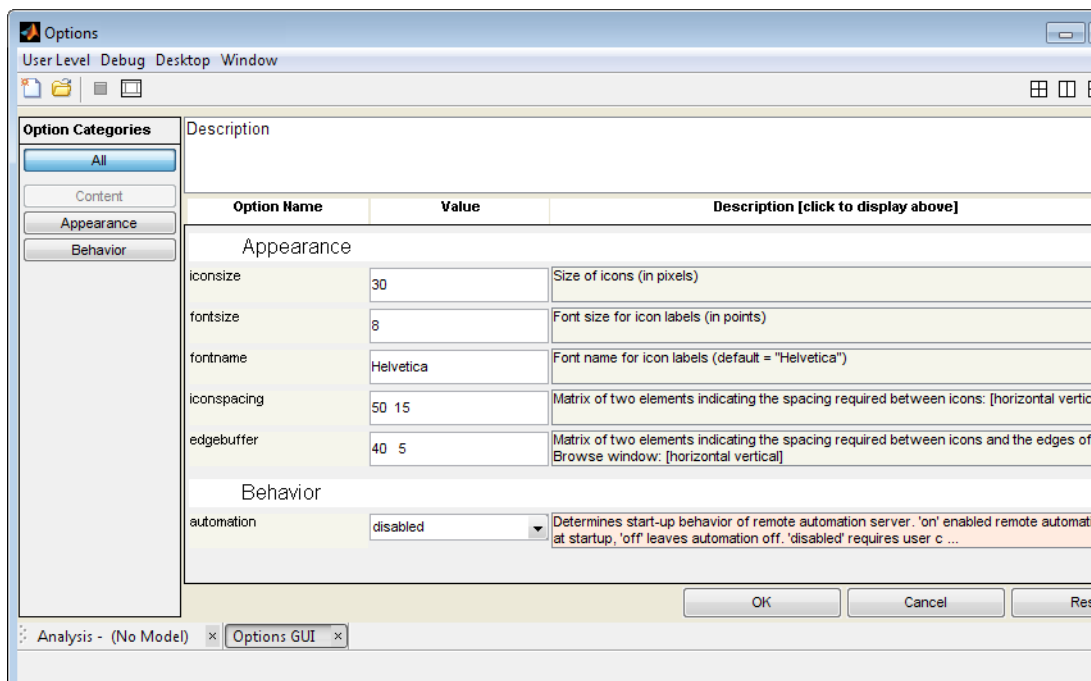 Options
User Level Debug Desktop Window
Option Categories
All
Content
Appearance
Behavior
Description
Option Name Value Description [click to display above]
Appearance
iconsize 30 Size of icons (in pixels)
fontsize 8 Font size for icon labels (in points)
fontname Helvetica Font name for icon labels (default = "Helvetica")
iconspacing 50 15 Matrix of two elements indicating the spacing required between icons: [horizontal vertic
edgebuffer 40 5 Matrix of two elements indicating the spacing required between icons and the edges of
Browse window: [horizontal vertical]
Behavior
automation disabled Determines start-up behavior of remote automation server. 'on' enabled remote automati
at startup, 'off' leaves automation off. 'disabled' requires user c ...
OK Cancel Res
Analysis - (No Model) × Options GUI ×